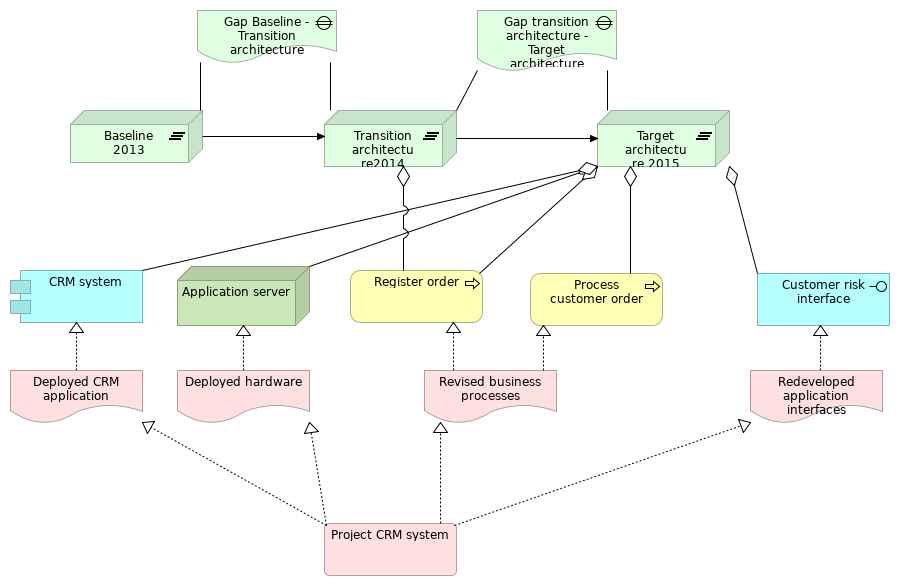 Gap Baseline -
Transition
architecture
Gap transition
architecture -
Target
architecture
Baseline
2013
Transition
architectu
re2014
Target
architectu
re 2015
CRM system
Application server
Register order
Process
customer order
Customer risk
interface
Deployed CRM
application
Deployed hardware
Revised business
processes
Redeveloped
application
interfaces
Project CRM system